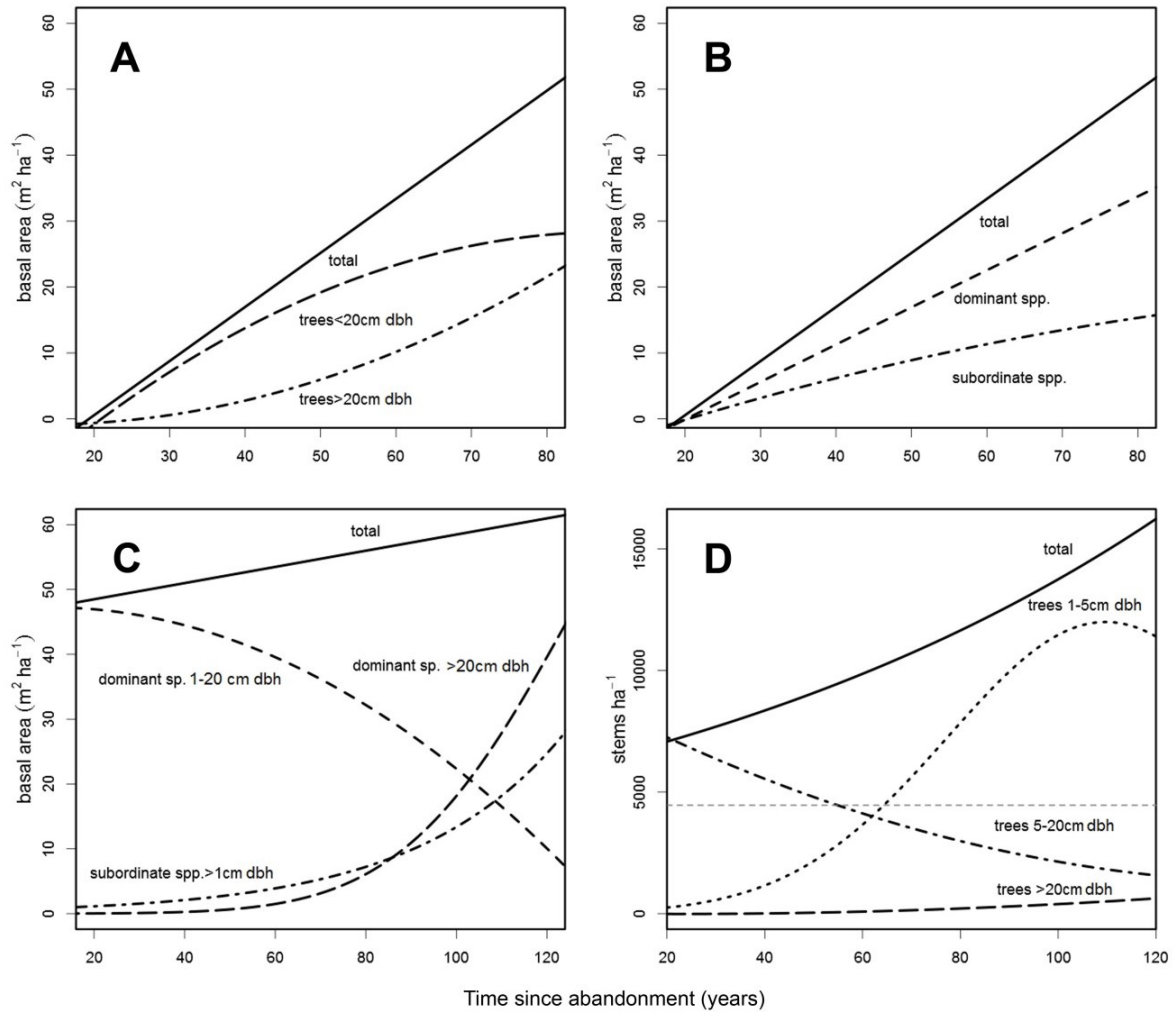 A
60
50
40
30
20
10
0
basal area (m² ha⁻¹)
total
trees<20cm dbh
trees>20cm dbh
20 30 40 50 60 70 80
B
60
50
40
30
20
10
0
basal area (m² ha⁻¹)
total
dominant spp.
subordinate spp.
20 30 40 50 60 70 80
C
60
50
40
30
20
10
0
basal area (m² ha⁻¹)
total
dominant sp. >20cm dbh
dominant sp. 1-20 cm dbh
subordinate spp.>1cm dbh
20 40 60 80 100 120
D
15000
10000
5000
0
stems ha⁻¹
total
trees 1-5cm dbh
trees 5-20cm dbh
trees >20cm dbh
20 40 60 80 100 120
Time since abandonment (years)